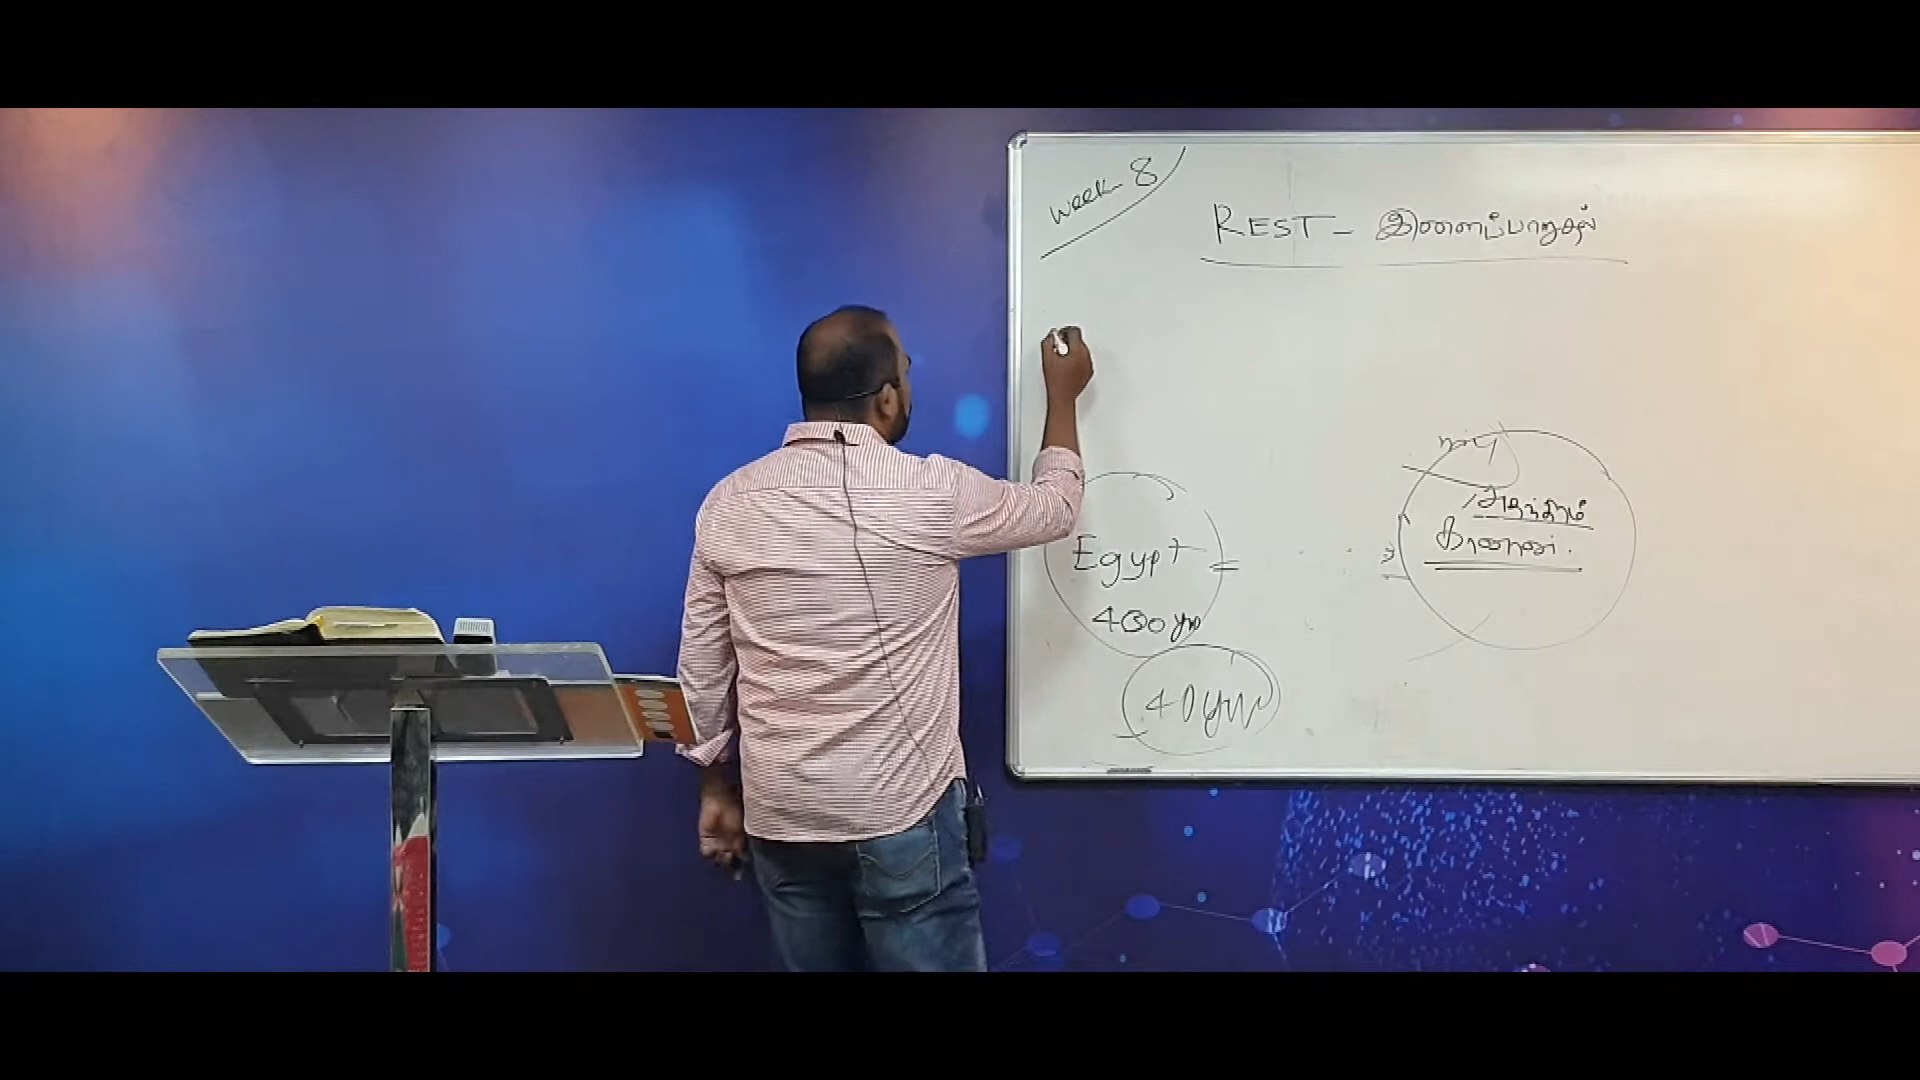 Week- 8
REST - இளைப்பாறுதல்
சுதந்திரம்
கானான்.
Egypt =
400 yrs
40 yrs